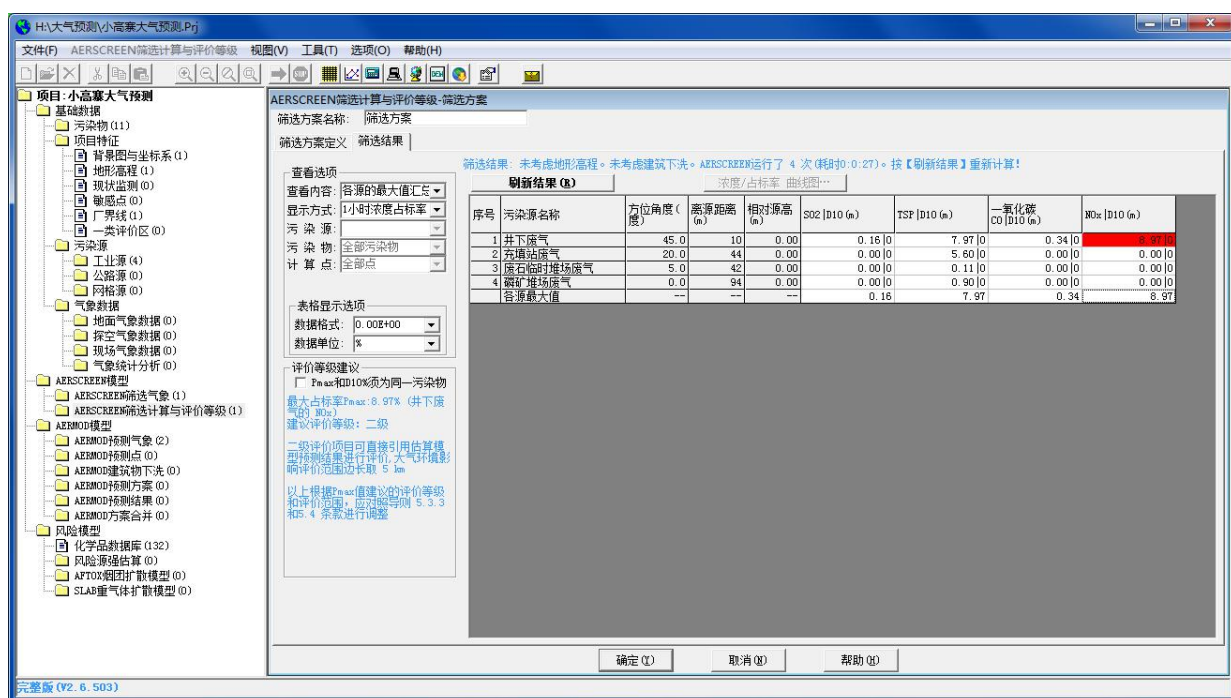 H:\大气预测\小高寨大气预测.Prj
文件(F) AERSCREEN筛选计算与评价等级 视图(V) 工具(T) 选项(O) 帮助(H)
项目:小高寨大气预测
基础数据
污染物(11)
项目特征
背景图与坐标系(1)
地形高程(1)
现状监测(0)
敏感点(0)
厂界线(1)
一类评价区(0)
污染源
工业源(4)
公路源(0)
网格源(0)
气象数据
地面气象数据(0)
探空气象数据(0)
现场气象数据(0)
气象统计分析(0)
AERSCREEN模型
AERSCREEN筛选气象(1)
AERSCREEN筛选计算与评价等级(1)
AERMOD模型
AERMOD预测气象(2)
AERMOD预测点(0)
AERMOD建筑物下洗(0)
AERMOD预测方案(0)
AERMOD预测结果(0)
AERMOD方案合并(0)
风险模型
化学品数据库(132)
风险源强估算(0)
AFTOX烟团扩散模型(0)
SLAB重气体扩散模型(0)
AERSCREEN筛选计算与评价等级-筛选方案
筛选方案名称: 筛选方案
筛选方案定义 筛选结果
查看选项
查看内容: 各源的最大值汇总
显示方式: 1小时浓度占标率
污 染 源:
污 染 物: 全部污染物
计 算 点: 全部点
表格显示选项
数据格式: 0.00E+00
数据单位: %
评价等级建议
Pmax和D10%须为同一污染物
最大占标率Pmax:8.97% (井下废
气的 NOx)
建议评价等级: 二级
二级评价项目可直接引用估算模
型预测结果进行评价,大气环境影
响评价范围边长取 5 km
以上根据Pmax值建议的评价等级
和评价范围,应对照导则 5.3.3
和5.4 条款进行调整
筛选结果: 未考虑地形高程。未考虑建筑下洗。AERSCREEN运行了 4 次(耗时0:0:27)。按【刷新结果】重新计算!
刷新结果(R) 浓度/占标率 曲线图…
序号 污染源名称 方位角度(度) 离源距离(m) 相对源高(m) SO2|D10(m) TSP|D10(m) 一氧化碳CO|D10(m) NOx|D10(m)
1 井下废气 45.0 10 0.00 0.16|0 7.97|0 0.34|0 8.97|0
2 充填站废气 20.0 44 0.00 0.00|0 5.60|0 0.00|0 0.00|0
3 废石临时堆场废气 5.0 42 0.00 0.00|0 0.11|0 0.00|0 0.00|0
4 磷矿堆场废气 0.0 94 0.00 0.00|0 0.90|0 0.00|0 0.00|0
各源最大值 -- -- -- 0.16 7.97 0.34 8.97
确定(Y) 取消(N) 帮助(H)
完整版(V2.6.503)